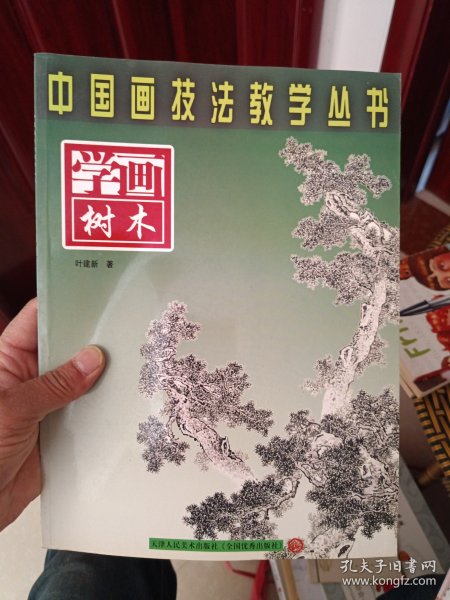 中国画技法教学丛书
学画
树木
叶建新 著
天津人民美术出版社(全国优秀出版社)
孔夫子旧书网
www.kongfz.com